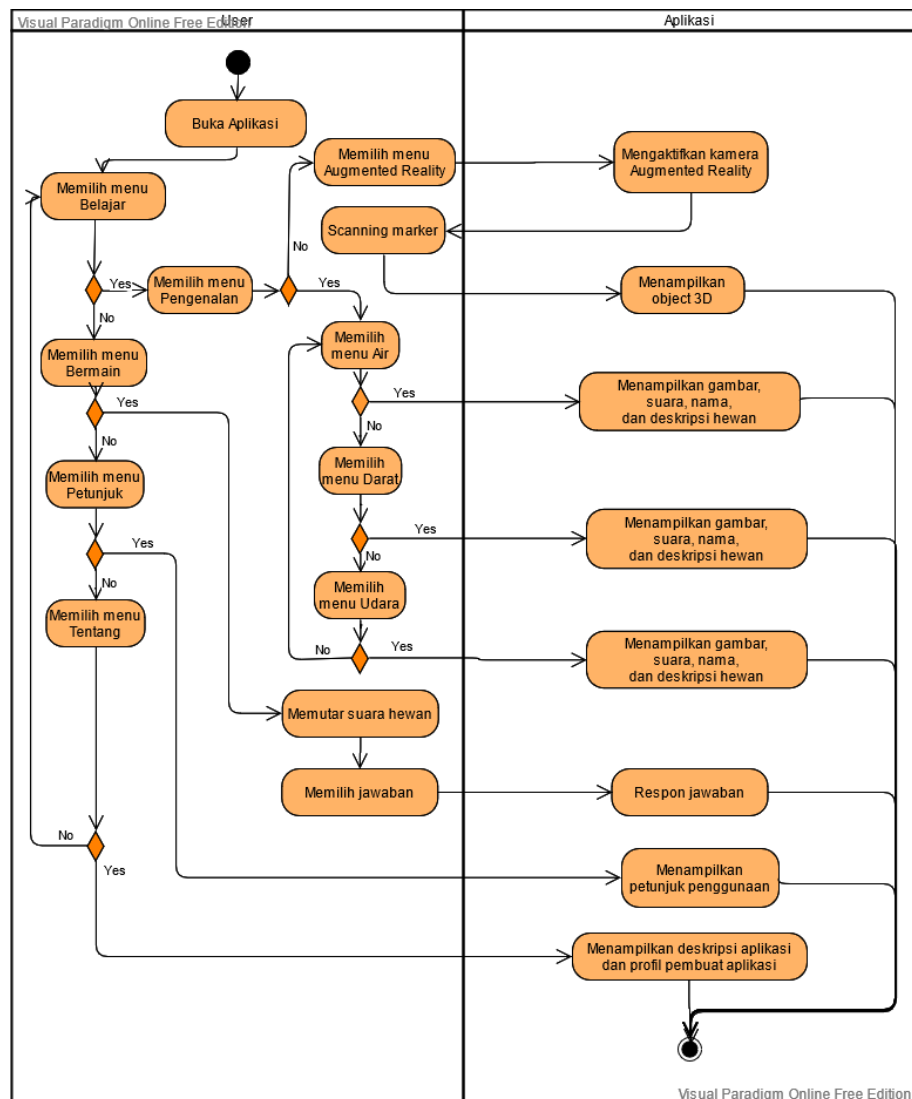 Visual Paradigm Online Free Edition
User
Aplikasi
Buka Aplikasi
Memilih menu
Augmented Reality
Mengaktifkan kamera
Augmented Reality
Memilih menu
Belajar
Scanning marker
No
Yes
Memilih menu
Pengenalan
Yes
Menampilkan
object 3D
No
Memilih menu
Bermain
Memilih
menu Air
Yes
Yes
Menampilkan gambar,
suara, nama,
dan deskripsi hewan
No
No
Memilih menu
Petunjuk
Memilih
menu Darat
Yes
Yes
Menampilkan gambar,
suara, nama,
dan deskripsi hewan
No
No
Memilih menu
Tentang
Memilih
menu Udara
No
Yes
Menampilkan gambar,
suara, nama,
dan deskripsi hewan
Memutar suara hewan
Memilih jawaban
Respon jawaban
No
Yes
Menampilkan
petunjuk penggunaan
Menampilkan deskripsi aplikasi
dan profil pembuat aplikasi
Visual Paradigm Online Free Edition